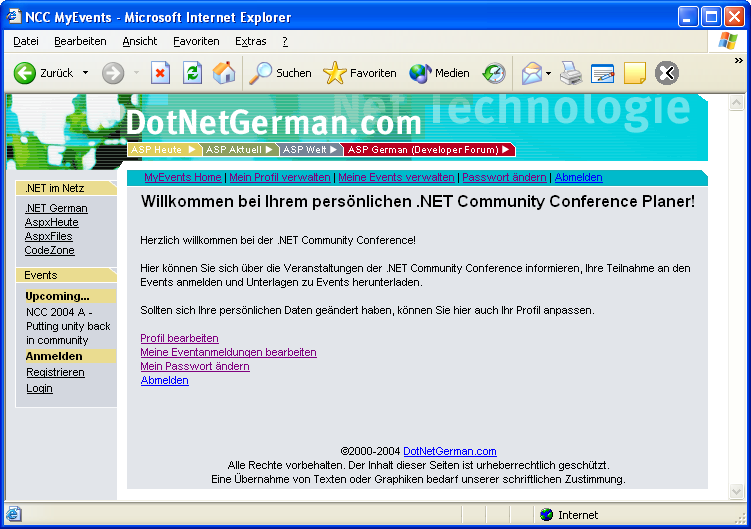 NCC MyEvents - Microsoft Internet Explorer
Datei Bearbeiten Ansicht Favoriten Extras ?
Zurück Suchen Favoriten Medien
.Net Technologie
DotNetGerman.com
ASP Heute ASP Aktuell ASP Welt ASP German (Developer Forum)
MyEvents Home | Mein Profil verwalten | Meine Events verwalten | Passwort ändern | Abmelden
.NET im Netz
.NET German
AspxHeute
AspxFiles
CodeZone
Events
Upcoming...
NCC 2004 A -
Putting unity back
in community
Anmelden
Registrieren
Login
Willkommen bei Ihrem persönlichen .NET Community Conference Planer!
Herzlich willkommen bei der .NET Community Conference!
Hier können Sie sich über die Veranstaltungen der .NET Community Conference informieren, Ihre Teilnahme an den
Events anmelden und Unterlagen zu Events herunterladen.
Sollten sich Ihre persönlichen Daten geändert haben, können Sie hier auch Ihr Profil anpassen.
Profil bearbeiten
Meine Eventanmeldungen bearbeiten
Mein Passwort ändern
Abmelden
©2000-2004 DotNetGerman.com
Alle Rechte vorbehalten. Der Inhalt dieser Seiten ist urheberrechtlich geschützt.
Eine Übernahme von Texten oder Graphiken bedarf unserer schriftlichen Zustimmung.
Internet